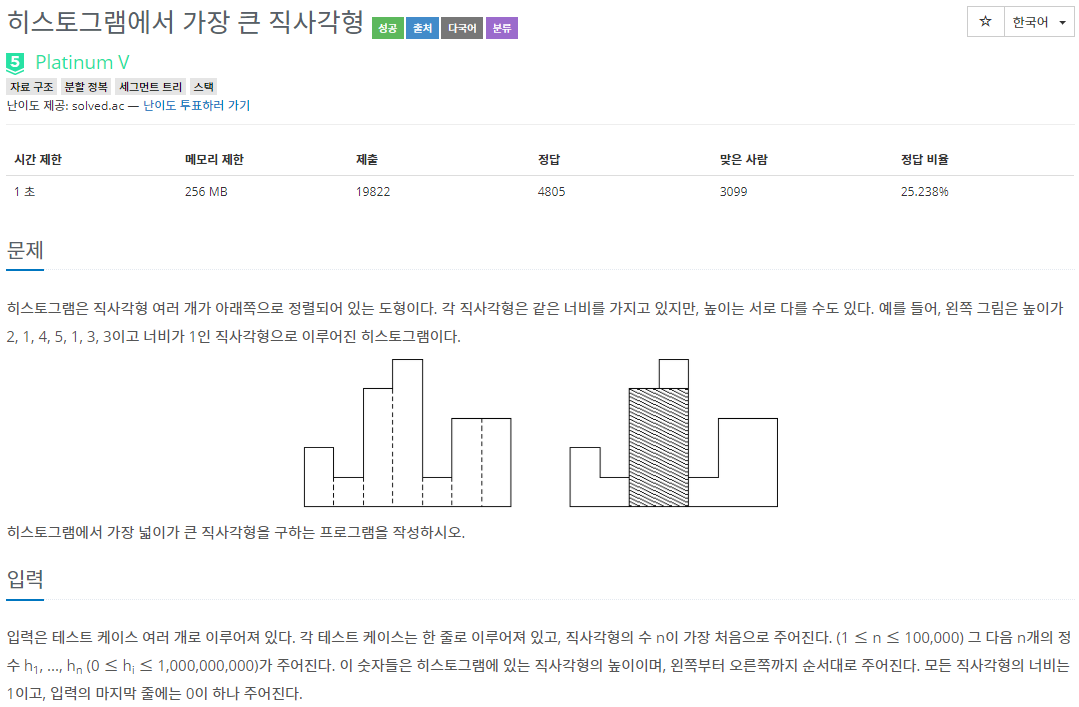 히스토그램에서 가장 큰 직사각형 성공 출처 다국어 분류
☆ 한국어
5 Platinum V
자료 구조 분할 정복 세그먼트 트리 스택
난이도 제공: solved.ac — 난이도 투표하러 가기
시간 제한 메모리 제한 제출 정답 맞은 사람 정답 비율
1 초 256 MB 19822 4805 3099 25.238%
문제
히스토그램은 직사각형 여러 개가 아래쪽으로 정렬되어 있는 도형이다. 각 직사각형은 같은 너비를 가지고 있지만, 높이는 서로 다를 수도 있다. 예를 들어, 왼쪽 그림은 높이가
2, 1, 4, 5, 1, 3, 3이고 너비가 1인 직사각형으로 이루어진 히스토그램이다.
히스토그램에서 가장 넓이가 큰 직사각형을 구하는 프로그램을 작성하시오.
입력
입력은 테스트 케이스 여러 개로 이루어져 있다. 각 테스트 케이스는 한 줄로 이루어져 있고, 직사각형의 수 n이 가장 처음으로 주어진다. (1 ≤ n ≤ 100,000) 그 다음 n개의 정
수 h1, ..., hn (0 ≤ hi ≤ 1,000,000,000)가 주어진다. 이 숫자들은 히스토그램에 있는 직사각형의 높이이며, 왼쪽부터 오른쪽까지 순서대로 주어진다. 모든 직사각형의 너비는
1이고, 입력의 마지막 줄에는 0이 하나 주어진다.